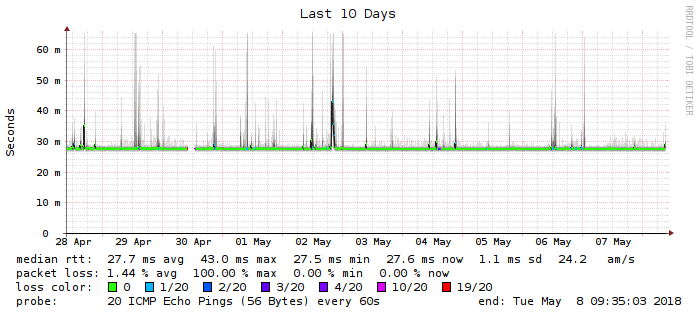 Last 10 Days
RRDTOOL / TOBI OETIKER
Seconds
60 m
50 m
40 m
30 m
20 m
10 m
0
28 Apr 29 Apr 30 Apr 01 May 02 May 03 May 04 May 05 May 06 May 07 May
median rtt: 27.7 ms avg 43.0 ms max 27.5 ms min 27.6 ms now 1.1 ms sd 24.2 am/s
packet loss: 1.44 % avg 100.00 % max 0.00 % min 0.00 % now
loss color: 0 1/20 2/20 3/20 4/20 10/20 19/20
probe: 20 ICMP Echo Pings (56 Bytes) every 60s end: Tue May 8 09:35:03 2018